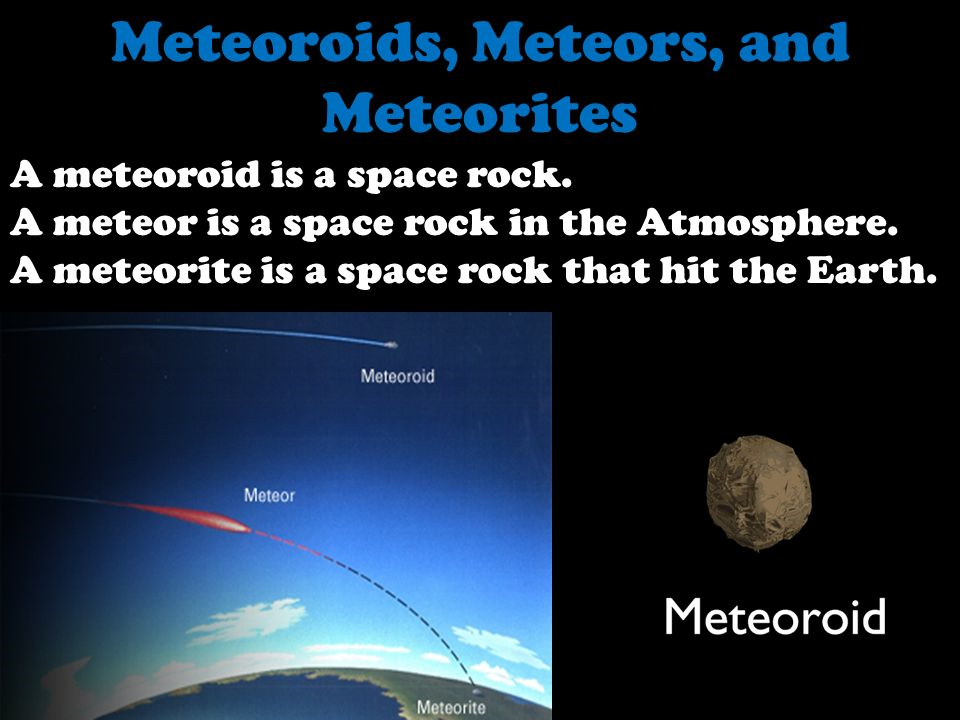 Meteoroids, Meteors, and
Meteorites
A meteoroid is a space rock.
A meteor is a space rock in the Atmosphere.
A meteorite is a space rock that hit the Earth.
Meteoroid
Meteor
Meteorite
Meteoroid